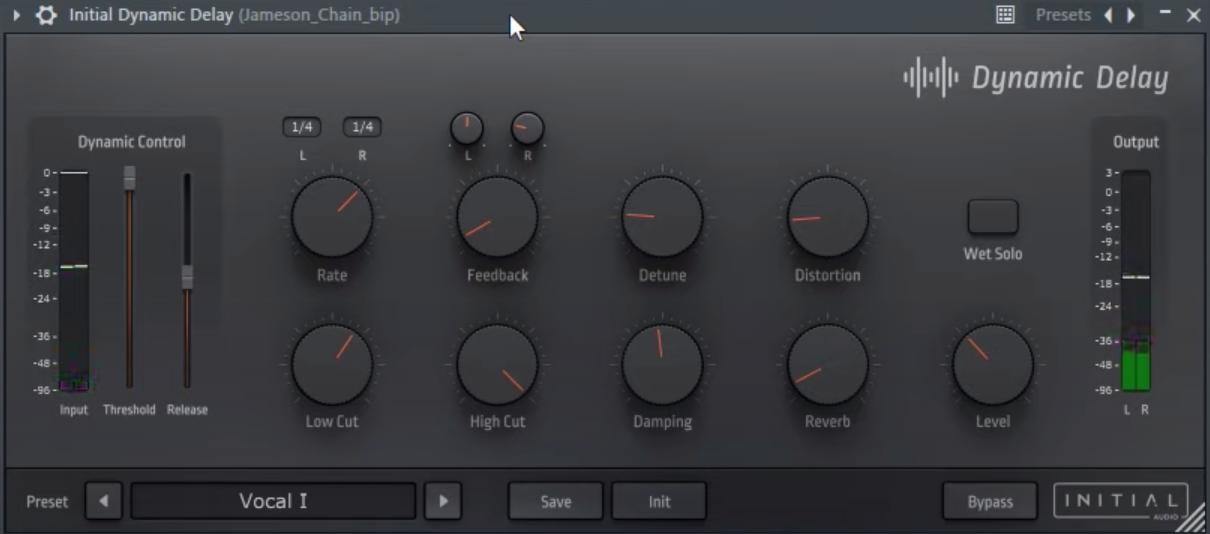 Initial Dynamic Delay (Jameson_Chain_bip)
Presets
Dynamic Delay
Dynamic Control
1/4 1/4
L R
L R
Output
0 -
-3 -
-6 -
-9 -
-12 -
-18 -
-24 -
-36 -
-48 -
-96 -
Input Threshold Release
Rate Feedback Detune Distortion
Wet Solo
Low Cut High Cut Damping Reverb Level
3 -
0 -
-3 -
-6 -
-9 -
-12 -
-18 -
-24 -
-36 -
-48 -
-96 -
L R
Preset Vocal I Save Init Bypass
INITIAL
AUDIO